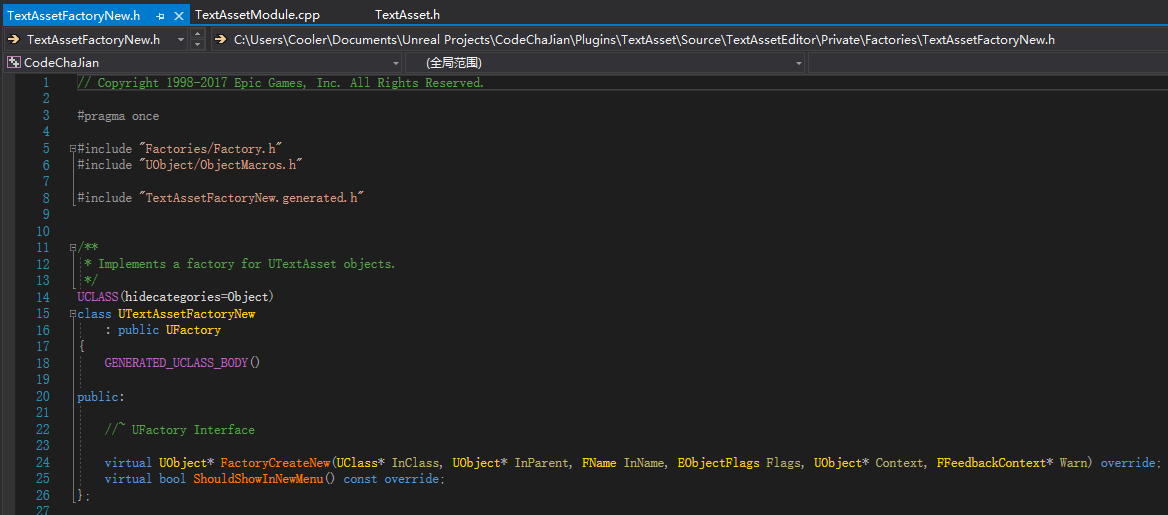 TextAssetFactoryNew.h TextAssetModule.cpp TextAsset.h
TextAssetFactoryNew.h C:\Users\Cooler\Documents\Unreal Projects\CodeChaJian\Plugins\TextAsset\Source\TextAssetEditor\Private\Factories\TextAssetFactoryNew.h
CodeChaJian (全局范围)
1 // Copyright 1998-2017 Epic Games, Inc. All Rights Reserved.
2
3 #pragma once
4
5 #include "Factories/Factory.h"
6 #include "UObject/ObjectMacros.h"
7
8 #include "TextAssetFactoryNew.generated.h"
9
10
11 /**
12 * Implements a factory for UTextAsset objects.
13 */
14 UCLASS(hidecategories=Object)
15 class UTextAssetFactoryNew
16 : public UFactory
17 {
18 GENERATED_UCLASS_BODY()
19
20 public:
21
22 //~ UFactory Interface
23
24 virtual UObject* FactoryCreateNew(UClass* InClass, UObject* InParent, FName InName, EObjectFlags Flags, UObject* Context, FFeedbackContext* Warn) override;
25 virtual bool ShouldShowInNewMenu() const override;
26 };
27